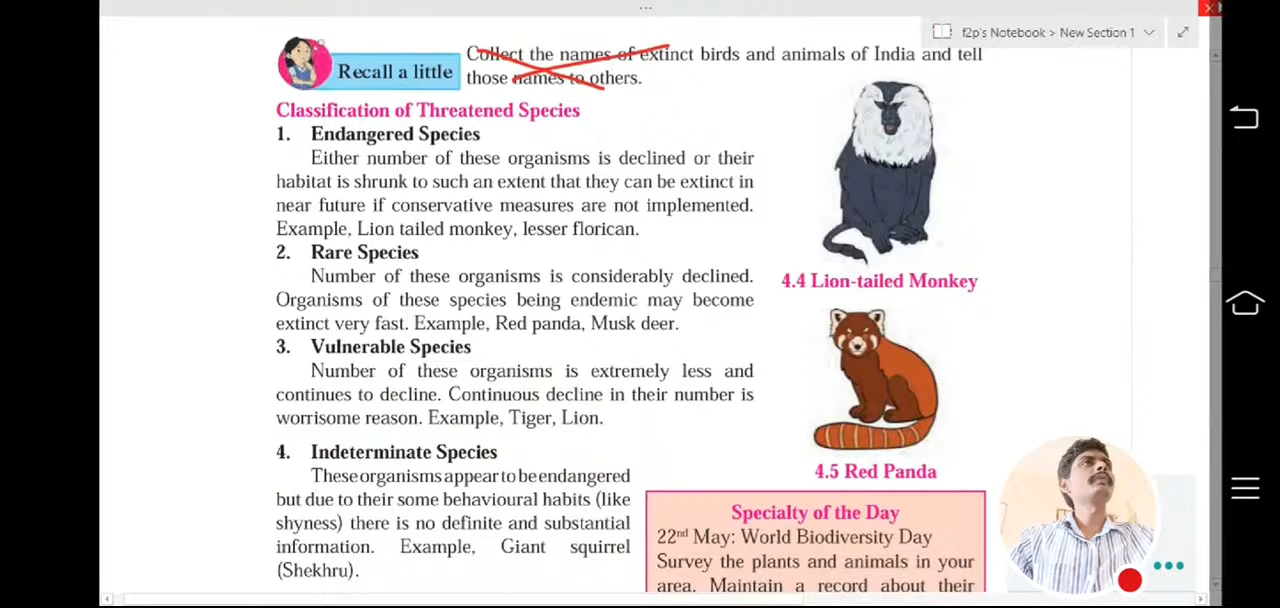 f2p's Notebook > New Section 1
Collect the names of extinct birds and animals of India and tell
those names to others.
Recall a little
Classification of Threatened Species
1. Endangered Species
Either number of these organisms is declined or their
habitat is shrunk to such an extent that they can be extinct in
near future if conservative measures are not implemented.
Example, Lion tailed monkey, lesser florican.
2. Rare Species
Number of these organisms is considerably declined.
Organisms of these species being endemic may become
extinct very fast. Example, Red panda, Musk deer.
3. Vulnerable Species
Number of these organisms is extremely less and
continues to decline. Continuous decline in their number is
worrisome reason. Example, Tiger, Lion.
4. Indeterminate Species
These organisms appear to be endangered
but due to their some behavioural habits (like
shyness) there is no definite and substantial
information. Example, Giant squirrel
(Shekhru).
4.4 Lion-tailed Monkey
4.5 Red Panda
Specialty of the Day
22nd May: World Biodiversity Day
Survey the plants and animals in your
area. Maintain a record about their